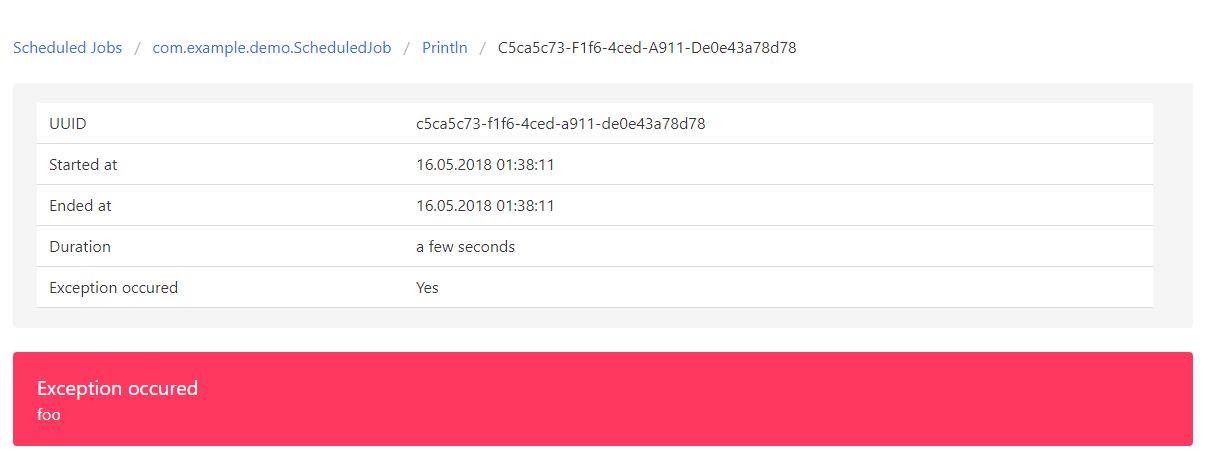 Scheduled Jobs / com.example.demo.ScheduledJob / Println / C5ca5c73-F1f6-4ced-A911-De0e43a78d78
UUID c5ca5c73-f1f6-4ced-a911-de0e43a78d78
Started at 16.05.2018 01:38:11
Ended at 16.05.2018 01:38:11
Duration a few seconds
Exception occured Yes
Exception occured
foo